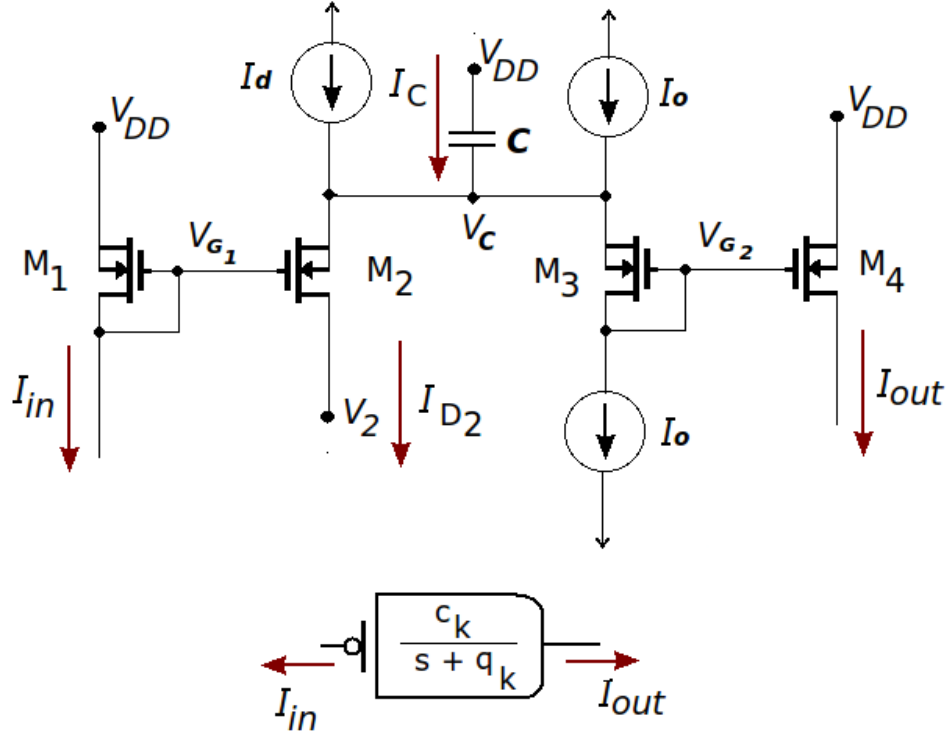 I_d
I_C
V_DD
C
I_o
V_DD
V_DD
V_C
M_1
V_G1
M_2
M_3
V_G2
M_4
I_in
V_2
I_D2
I_o
I_out
c_k
s + q_k
I_in
I_out